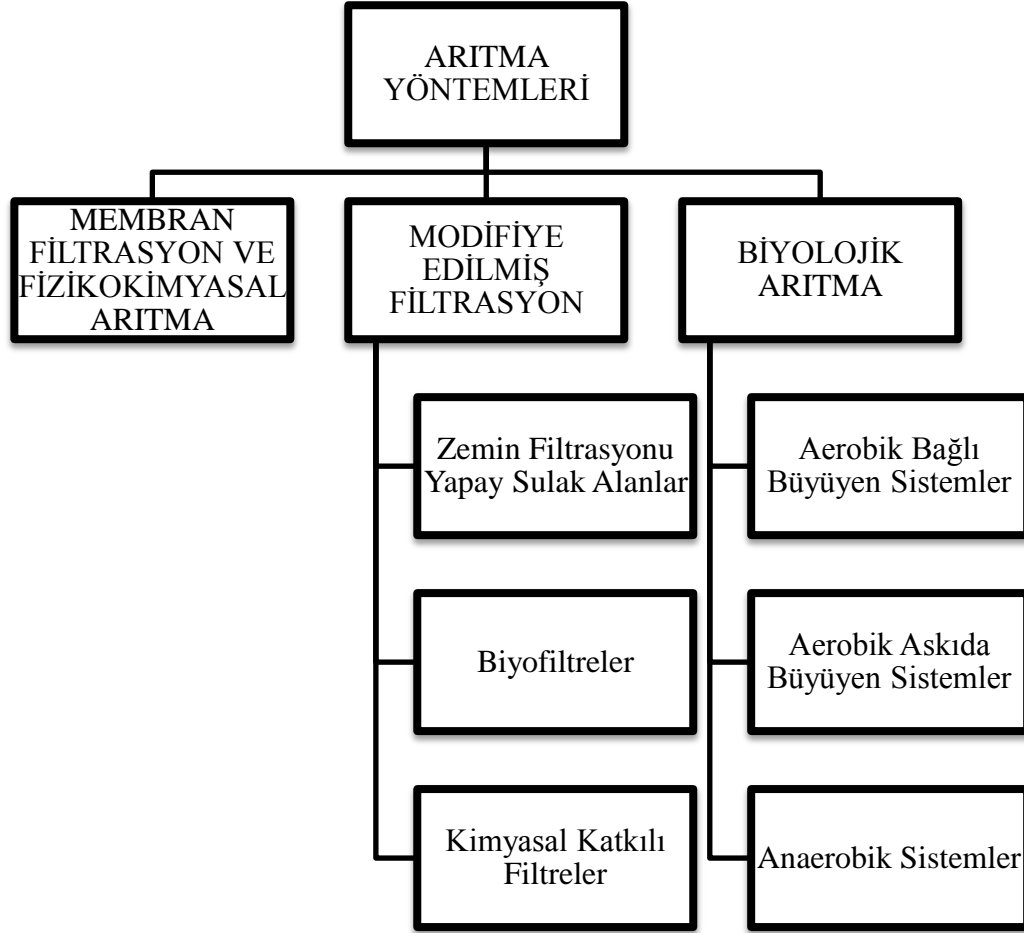 ARITMA
YÖNTEMLERİ
MEMBRAN
FİLTRASYON VE
FİZİKOKİMYASAL
ARITMA
MODİFİYE
EDİLMİŞ
FİLTRASYON
BİYOLOJİK
ARITMA
Zemin Filtrasyonu
Yapay Sulak Alanlar
Biyofiltreler
Kimyasal Katkılı
Filtreler
Aerobik Bağlı
Büyüyen Sistemler
Aerobik Askıda
Büyüyen Sistemler
Anaerobik Sistemler